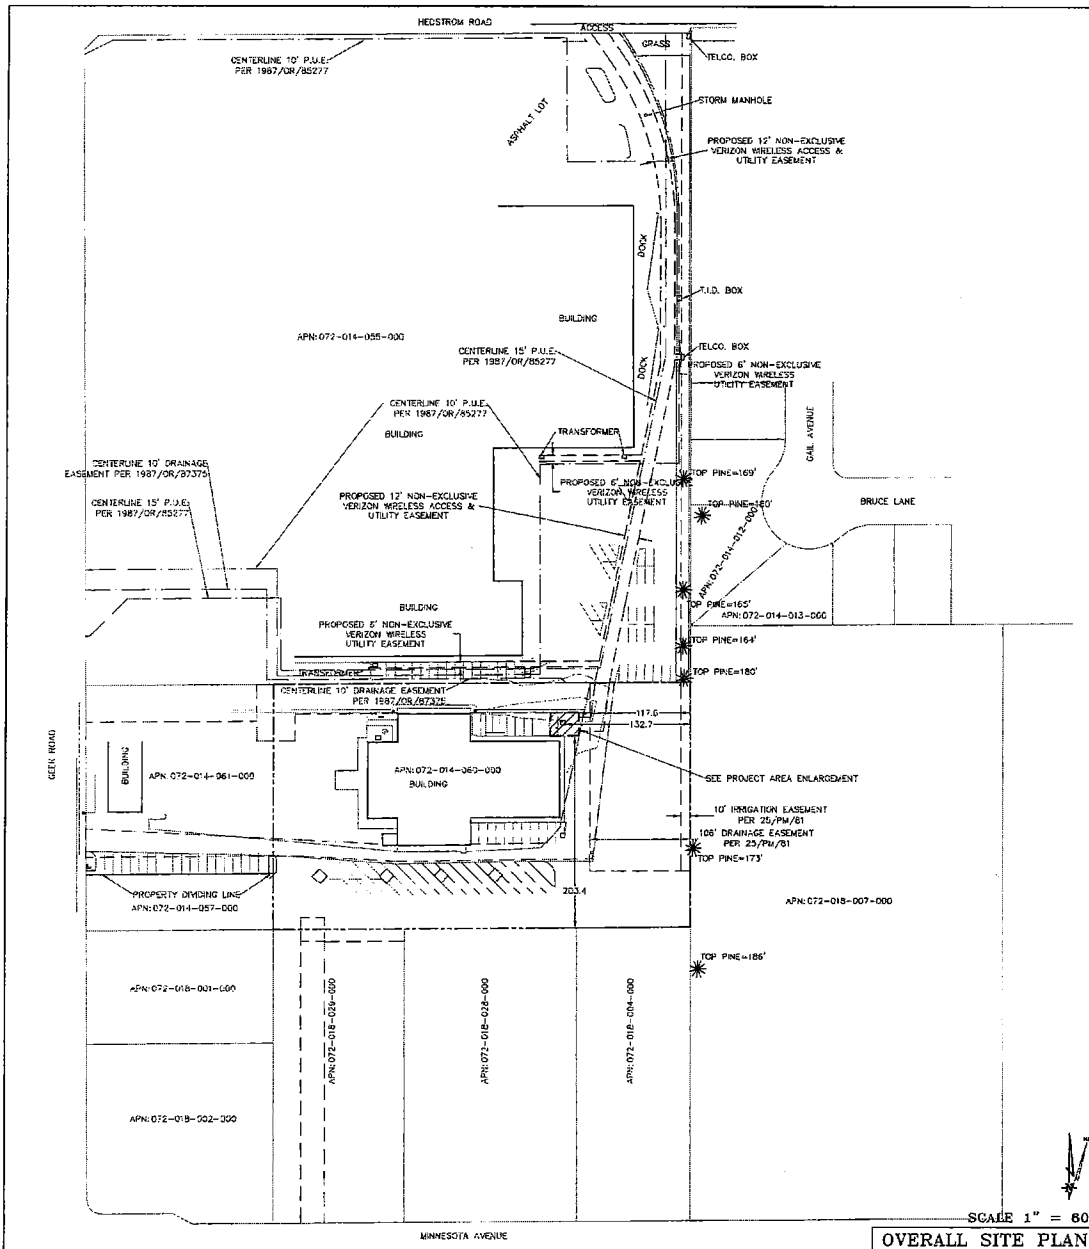 HEDSTROM ROAD
ACCESS
GRASS
CENTERLINE 10' P.U.E.
PER 1987/OR/85277
TELCO. BOX
ASPHALT LOT
STORM MANHOLE
PROPOSED 12' NON-EXCLUSIVE
VERIZON WIRELESS ACCESS &
UTILITY EASEMENT
DOCK
T.I.D. BOX
BUILDING
APN: 072-014-055-000
CENTERLINE 15' P.U.E.
PER 1987/OR/85277
DOCK
TELCO. BOX
PROPOSED 6' NON-EXCLUSIVE
VERIZON WIRELESS
UTILITY EASEMENT
CENTERLINE 10' P.U.E.
PER 1987/OR/85277
BUILDING
TRANSFORMER
GAIL AVENUE
CENTERLINE 10' DRAINAGE
EASEMENT PER 1987/OR/87375
TOP PINE=169'
PROPOSED 6' NON-EXCLUSIVE
VERIZON WIRELESS
UTILITY EASEMENT
CENTERLINE 15' P.U.E.
PER 1987/OR/85277
PROPOSED 12' NON-EXCLUSIVE
VERIZON WIRELESS ACCESS &
UTILITY EASEMENT
BRUCE LANE
APN: 072-014-012-000
BUILDING
TOP PINE=165'
APN: 072-014-013-000
VERIZON WIRELESS
UTILITY EASEMENT
TOP PINE=164'
TRANSFORMER
TOP PINE=180'
CENTERLINE 10' DRAINAGE EASEMENT
PER 1987/OR/87375
117.6
132.7
GEER ROAD
BUILDING
APN: 072-014-061-000
APN: 072-014-060-000
BUILDING
SEE PROJECT AREA ENLARGEMENT
10' IRRIGATION EASEMENT
PER 25/PM/81
DRAINAGE EASEMENT
PER 25/PM/81
TOP PINE=173'
PROPERTY DIVIDING LINE
APN: 072-014-057-000
203.4
APN: 072-018-007-000
TOP PINE=186'
APN: 072-018-001-000
APN: 072-018-029-000
APN: 072-018-028-000
APN: 072-018-004-000
APN: 072-018-002-000
SCALE 1" = 60
MINNESOTA AVENUE
OVERALL SITE PLAN